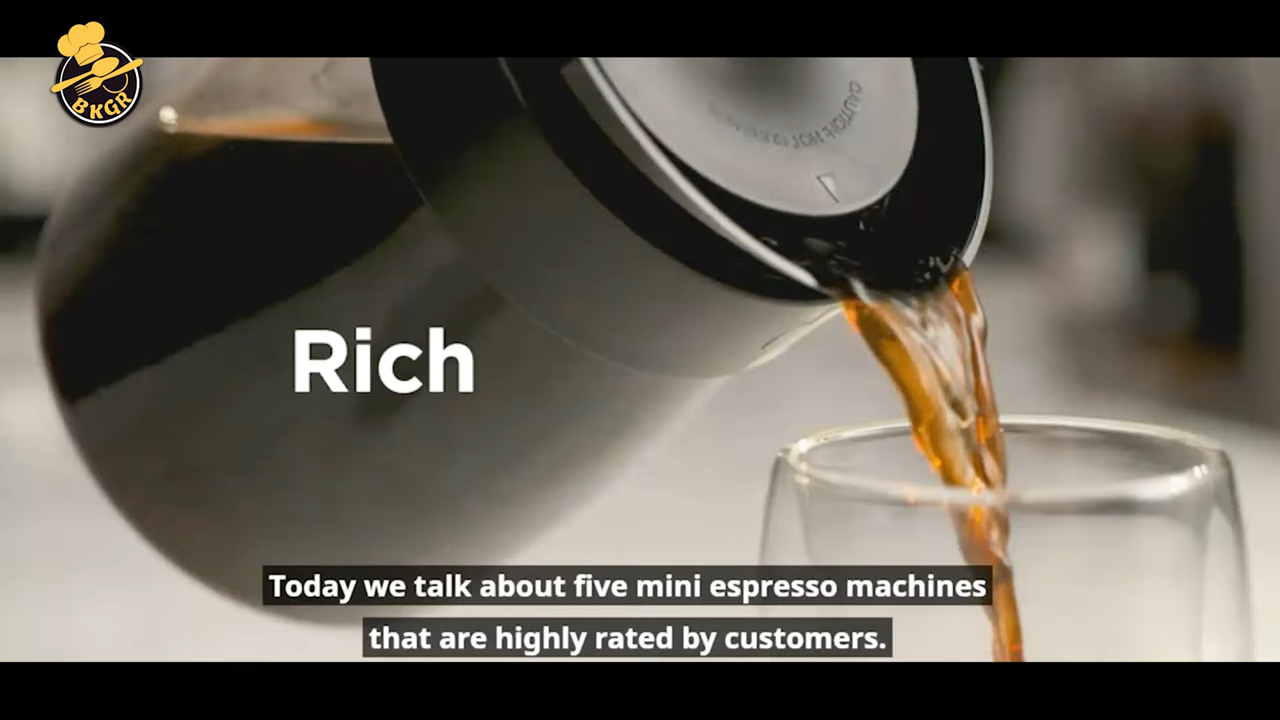 BKGR
Rich
Today we talk about five mini espresso machines
that are highly rated by customers.